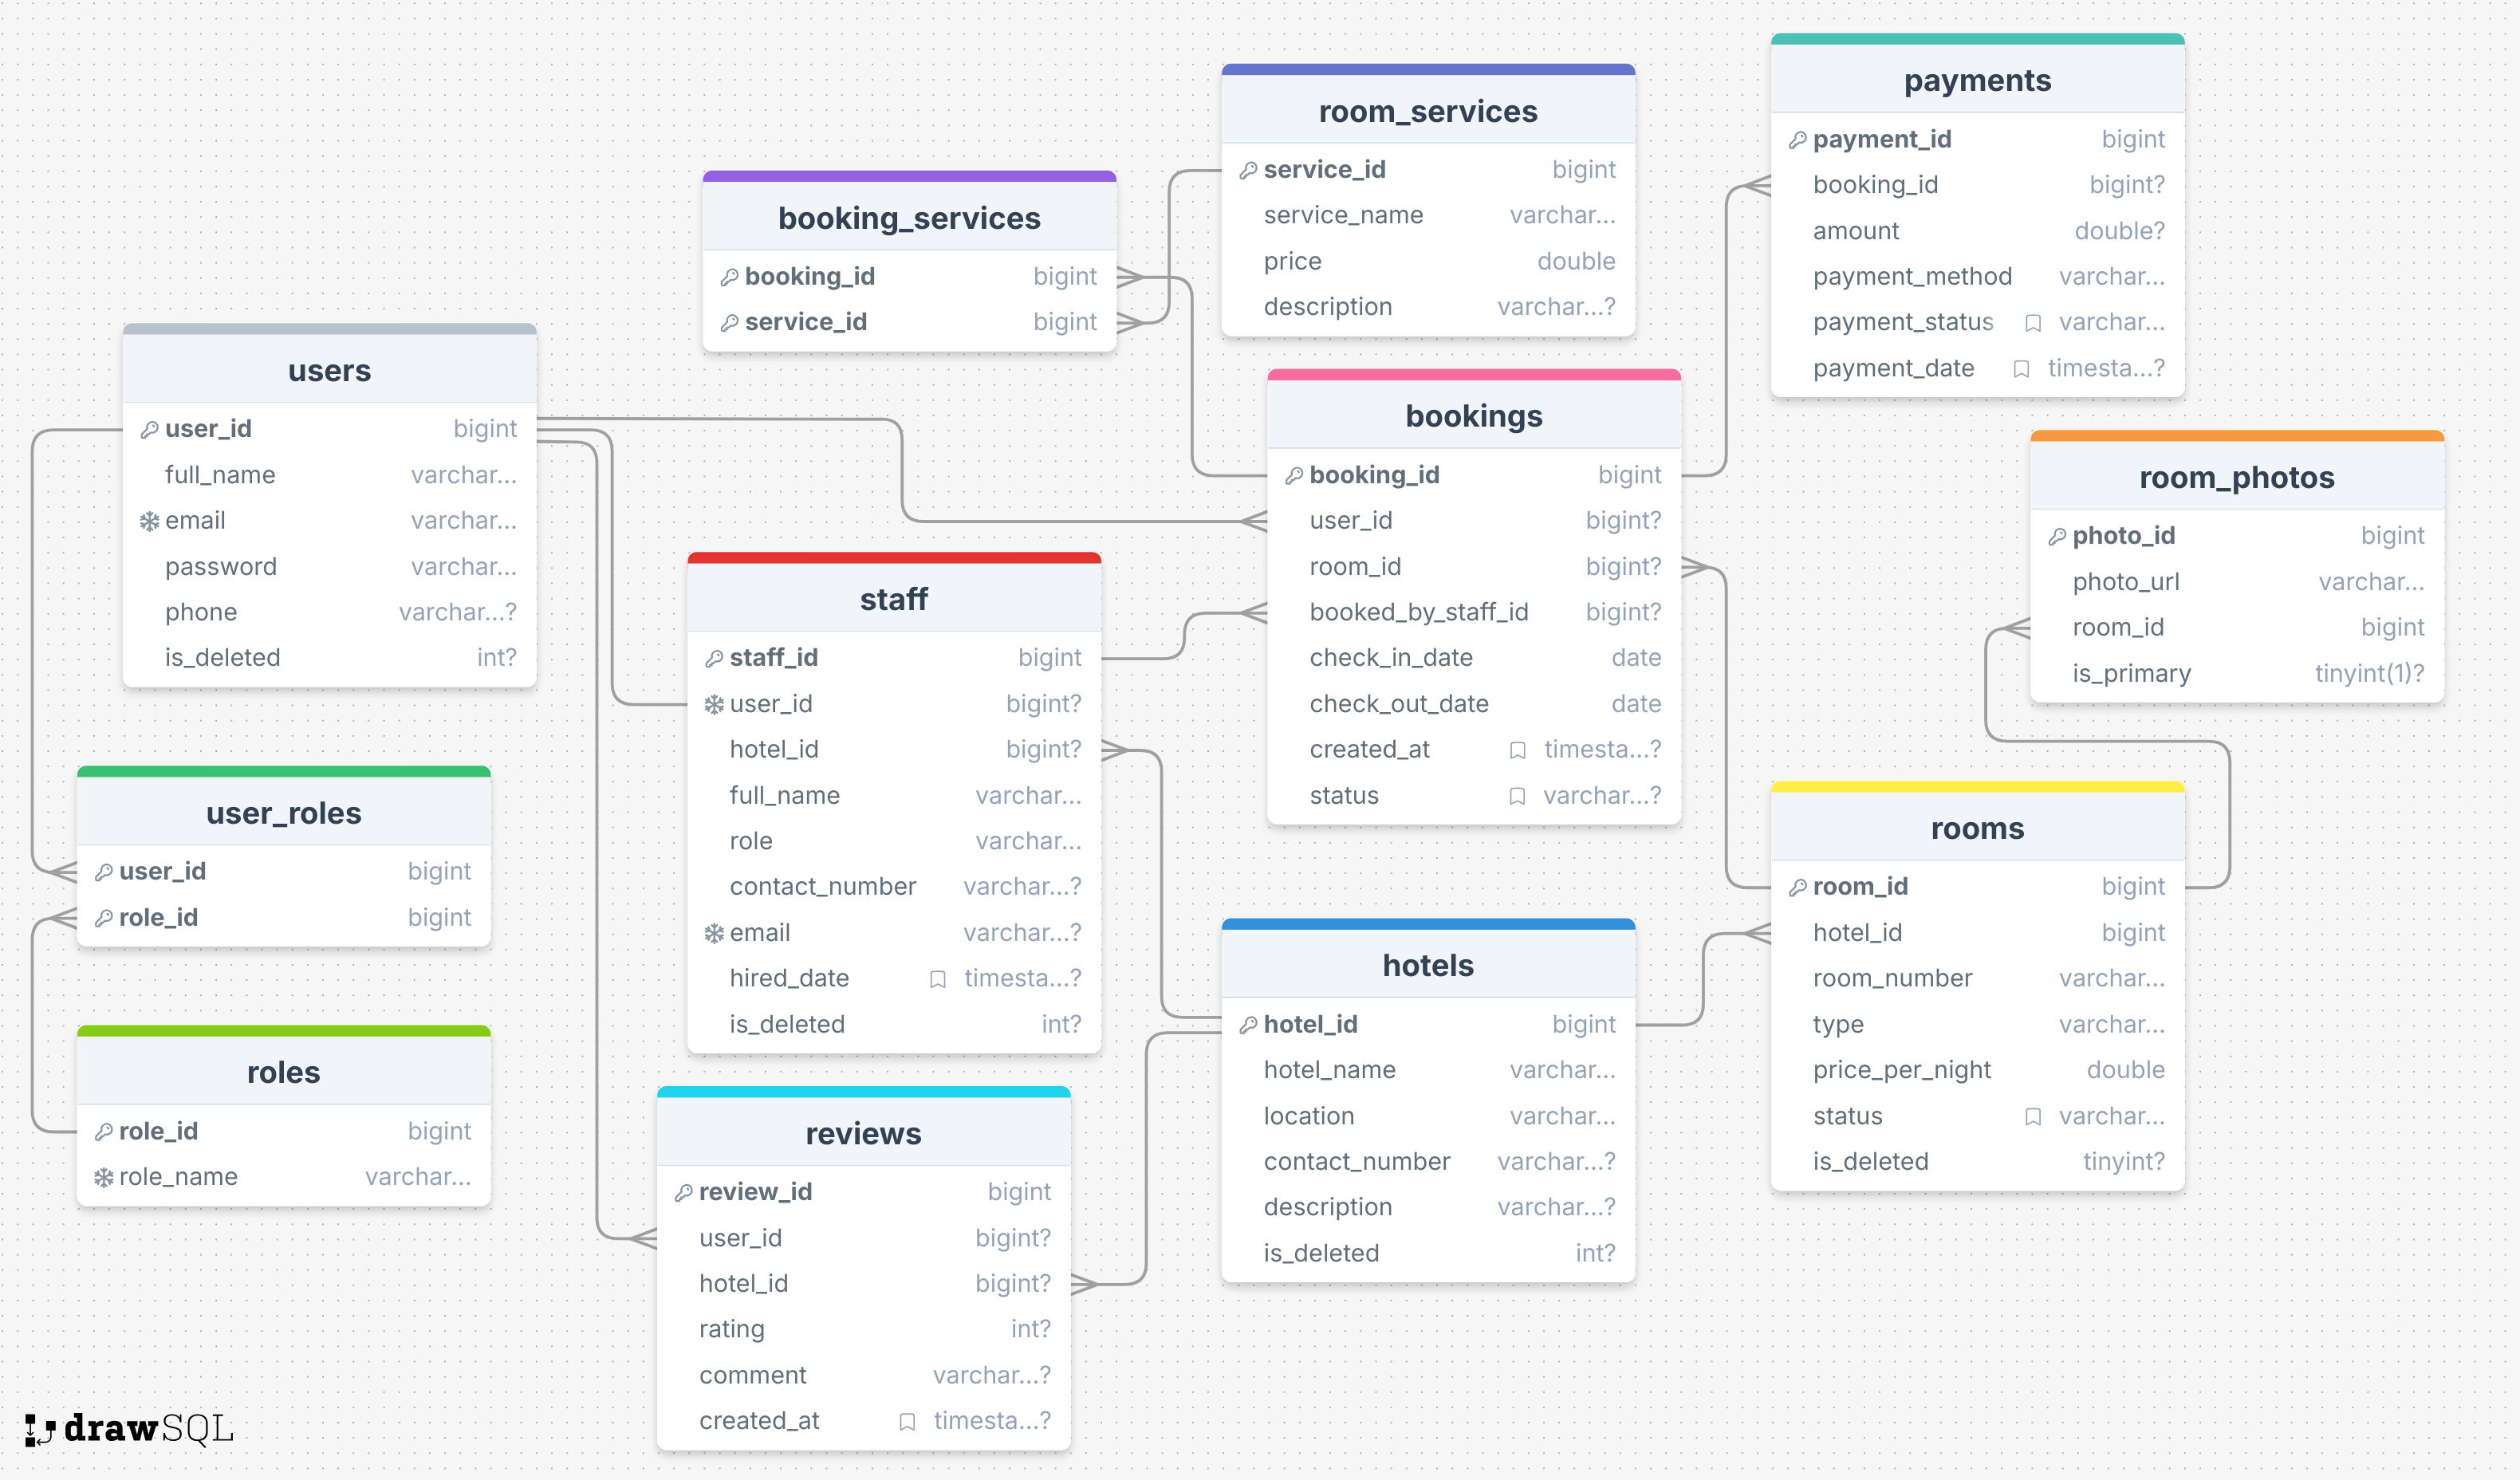 users
user_id bigint
full_name varchar...
email varchar...
password varchar...
phone varchar...?
is_deleted int?
user_roles
user_id bigint
role_id bigint
roles
role_id bigint
role_name varchar...
booking_services
booking_id bigint
service_id bigint
staff
staff_id bigint
user_id bigint?
hotel_id bigint?
full_name varchar...
role varchar...
contact_number varchar...?
email varchar...?
hired_date timesta...?
is_deleted int?
reviews
review_id bigint
user_id bigint?
hotel_id bigint?
rating int?
comment varchar...?
created_at timesta...?
room_services
service_id bigint
service_name varchar...
price double
description varchar...?
bookings
booking_id bigint
user_id bigint?
room_id bigint?
booked_by_staff_id bigint?
check_in_date date
check_out_date date
created_at timesta...?
status varchar...?
hotels
hotel_id bigint
hotel_name varchar...
location varchar...
contact_number varchar...?
description varchar...?
is_deleted int?
payments
payment_id bigint
booking_id bigint?
amount double?
payment_method varchar...
payment_status varchar...
payment_date timesta...?
room_photos
photo_id bigint
photo_url varchar...
room_id bigint
is_primary tinyint(1)?
rooms
room_id bigint
hotel_id bigint
room_number varchar...
type varchar...
price_per_night double
status varchar...
is_deleted tinyint?
drawSQL